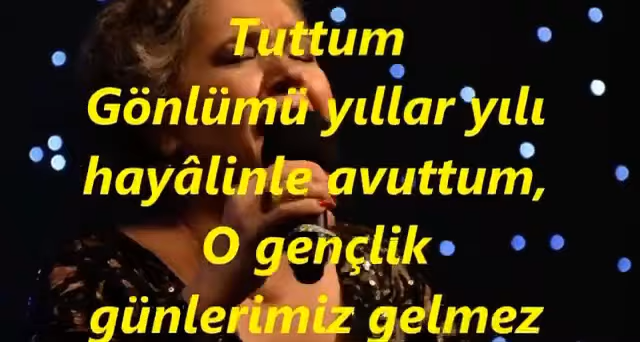 Tuttum
Gönlümü yıllar yılı
hayâlinle avuttum,
O gençlik
günlerimiz gelmez